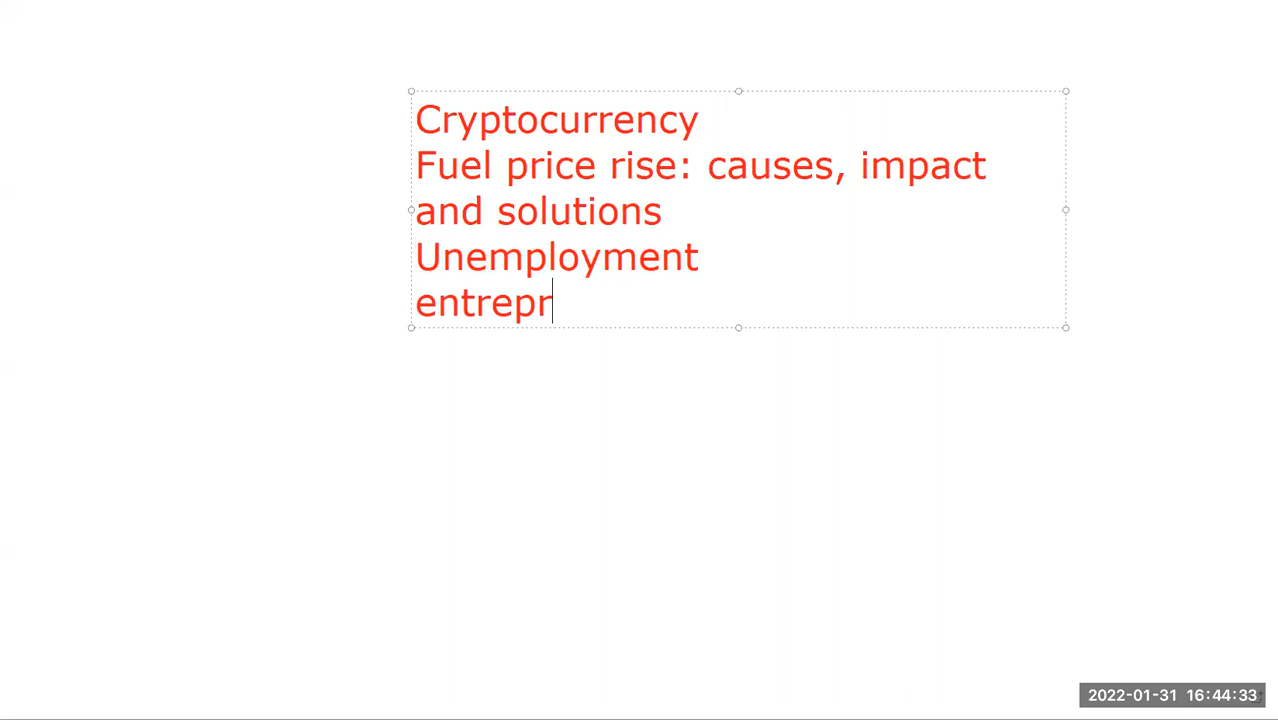 Cryptocurrency
Fuel price rise: causes, impact
and solutions
Unemployment
entrepr
2022-01-31 16:44:33